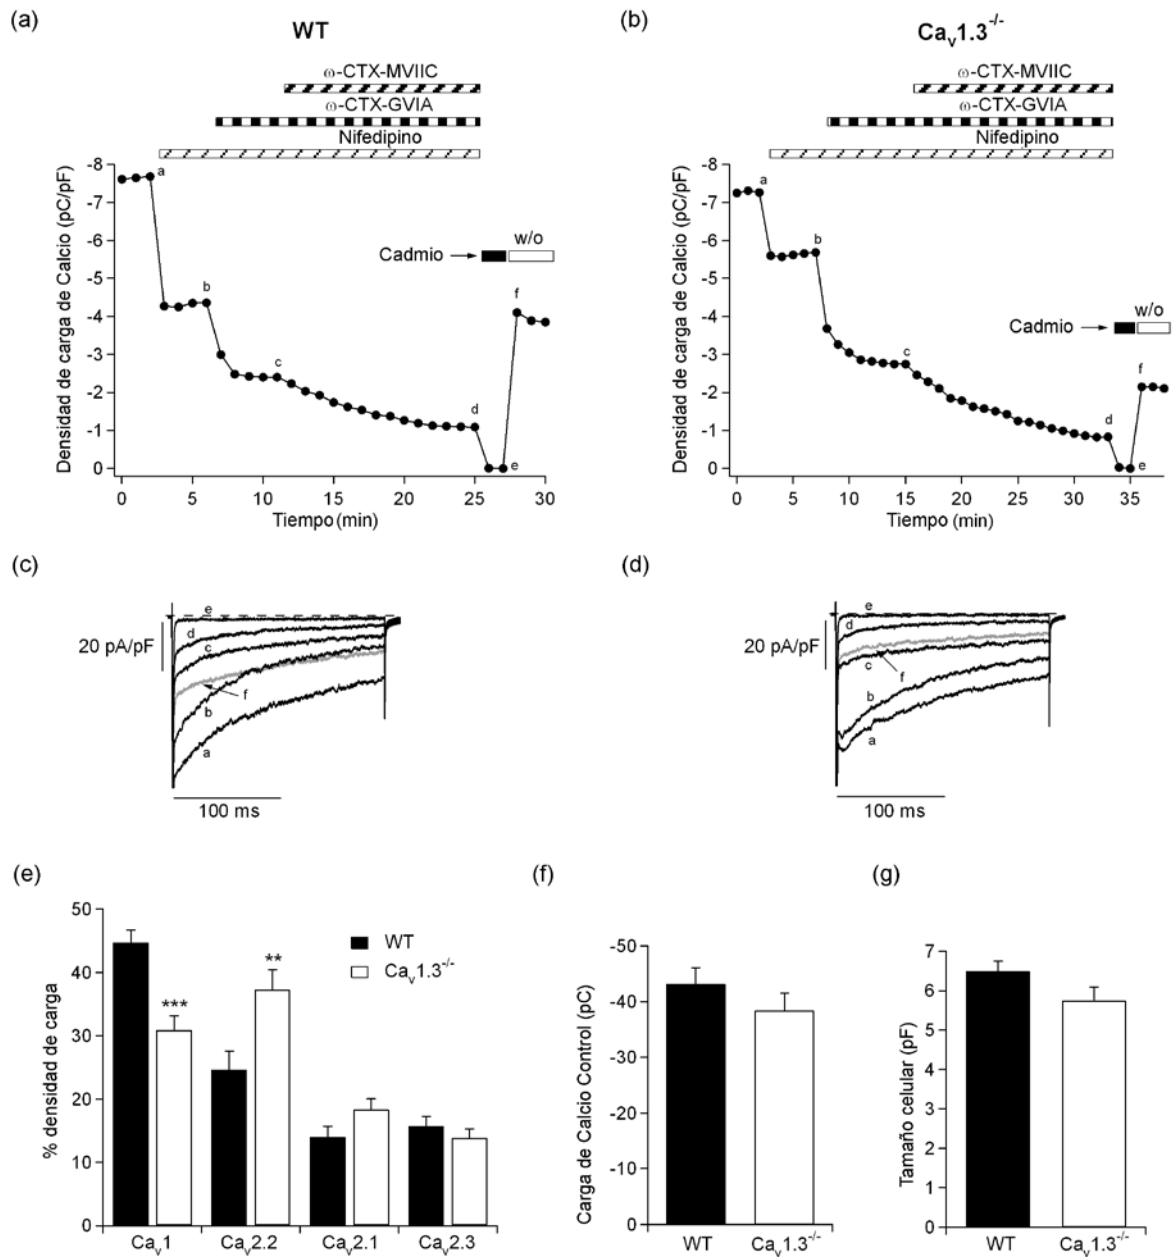 (a)
WT
ω-CTX-MVIIC
ω-CTX-GVIA
Nifedipino
Densidad de carga de Calcio (pC/pF)
-8
-7
-6
-5
-4
-3
-2
-1
0
a
b
c
d
e
f
Cadmio
w/o
0 5 10 15 20 25 30
Tiempo (min)
(b)
Cav1.3-/-
ω-CTX-MVIIC
ω-CTX-GVIA
Nifedipino
Densidad de carga de Calcio (pC/pF)
-8
-7
-6
-5
-4
-3
-2
-1
0
a
b
c
d
e
f
Cadmio
w/o
0 5 10 15 20 25 30 35
Tiempo (min)
(c)
20 pA/pF
e
d
c
f
b
a
100 ms
(d)
20 pA/pF
e
d
c
f
b
a
100 ms
(e)
% densidad de carga
50
40
30
20
10
0
***
**
WT
Cav1.3-/-
Cav1 Cav2.2 Cav2.1 Cav2.3
(f)
Carga de Calcio Control (pC)
-50
-40
-30
-20
-10
0
WT Cav1.3-/-
(g)
Tamaño celular (pF)
7
6
5
4
3
2
1
0
WT Cav1.3-/-